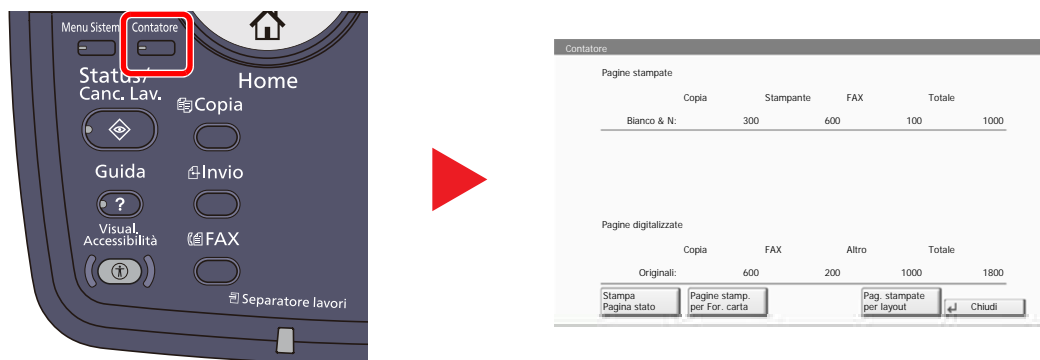 Menu Sistem
Contatore
Status/
Canc. Lav.
Home
Copia
Guida
Invio
?
Visual.
Accessibilità
FAX
Separatore lavori
Contatore
Pagine stampate
Copia Stampante FAX Totale
Bianco & N: 300 600 100 1000
Pagine digitalizzate
Copia FAX Altro Totale
Originali: 600 200 1000 1800
Stampa
Pagina stato
Pagine stamp.
per For. carta
Pag. stampate
per layout
Chiudi